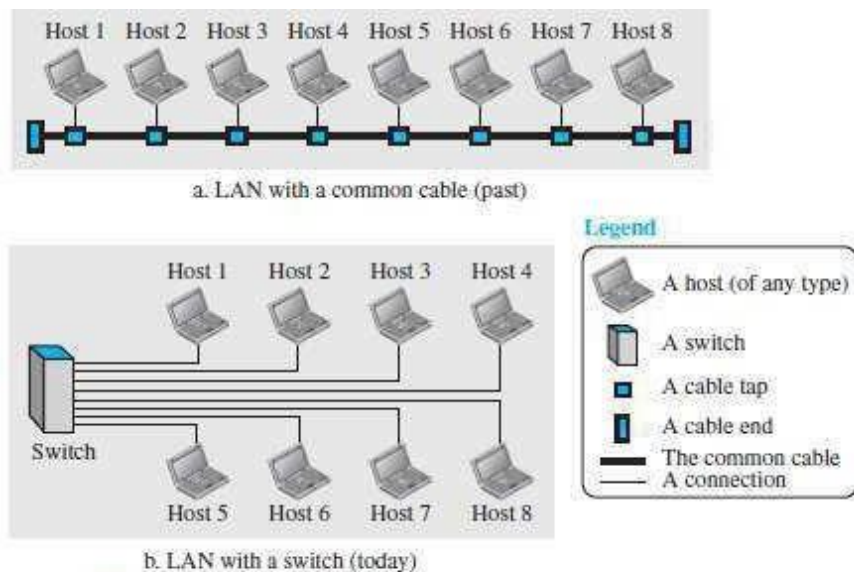 Host 1 Host 2 Host 3 Host 4 Host 5 Host 6 Host 7 Host 8
a. LAN with a common cable (past)
Host 1 Host 2 Host 3 Host 4
Switch
Host 5 Host 6 Host 7 Host 8
b. LAN with a switch (today)
Legend
A host (of any type)
A switch
A cable tap
A cable end
The common cable
A connection